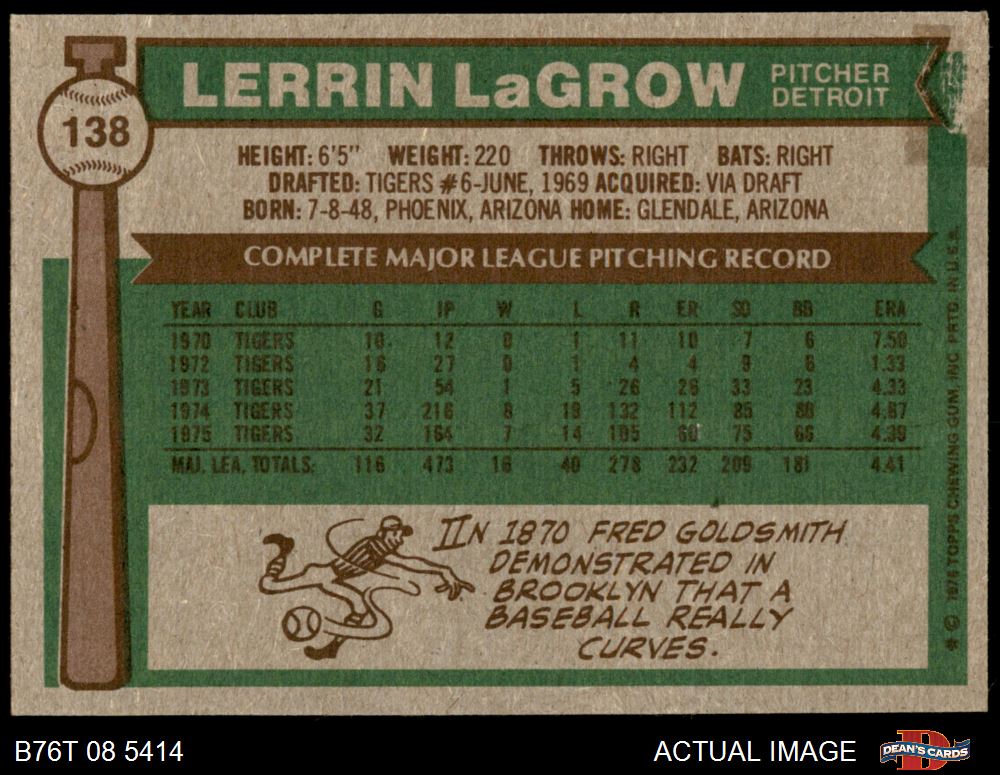 LERRIN LaGROW
PITCHER
DETROIT
138
HEIGHT: 6'5" WEIGHT: 220 THROWS: RIGHT BATS: RIGHT
DRAFTED: TIGERS #6-JUNE, 1969 ACQUIRED: VIA DRAFT
BORN: 7-8-48, PHOENIX, ARIZONA HOME: GLENDALE, ARIZONA
COMPLETE MAJOR LEAGUE PITCHING RECORD
YEAR CLUB G IP W L R ER SO BB ERA
1970 TIGERS 10 12 0 1 11 10 7 6 7.50
1972 TIGERS 16 27 0 1 4 4 9 6 1.33
1973 TIGERS 21 54 1 5 26 26 33 23 4.33
1974 TIGERS 37 216 8 19 132 112 85 80 4.67
1975 TIGERS 32 164 7 14 105 80 75 66 4.39
MAJ. LEA. TOTALS: 116 473 16 40 278 232 209 181 4.41
IN 1870 FRED GOLDSMITH
DEMONSTRATED IN
BROOKLYN THAT A
BASEBALL REALLY
CURVES.
* © 1976 TOPPS CHEWING GUM, INC. PRTD. IN U.S.A.
B76T 08 5414
ACTUAL IMAGE
DEAN'S CARDS